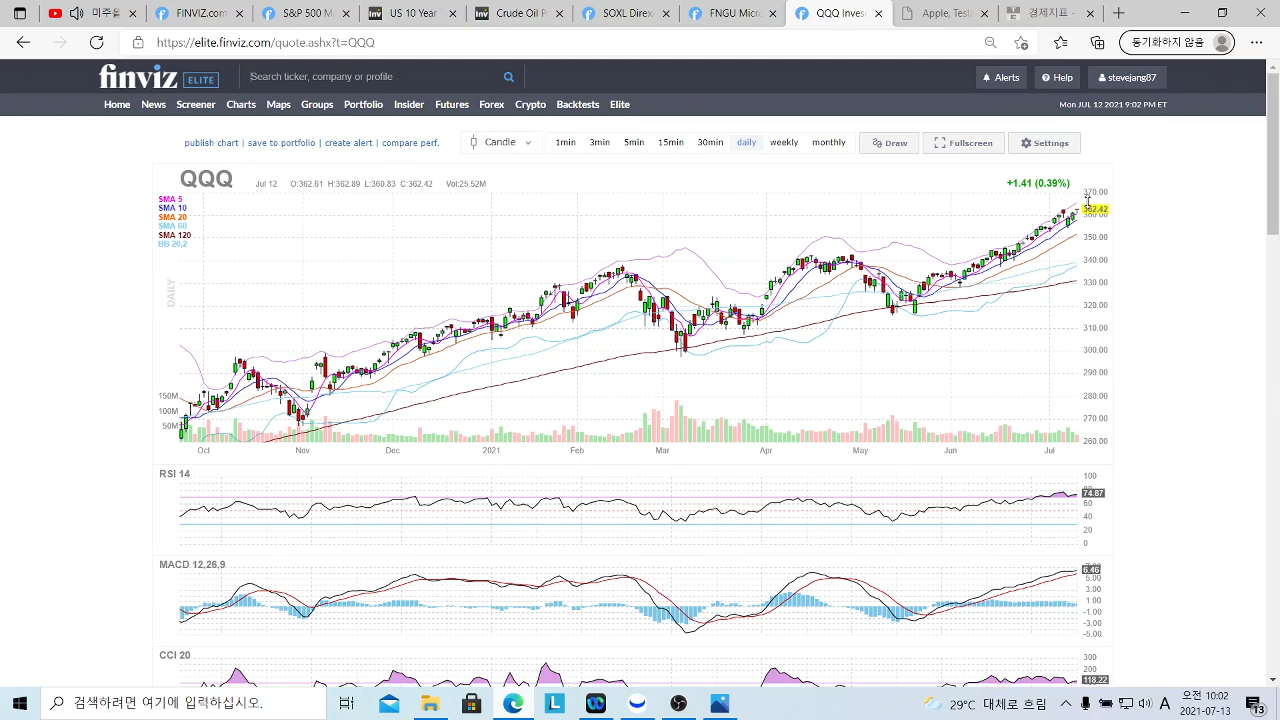 S&P500 Mar
US 10 year
S&P 500 Inde
SOXL Direxi
FNGU Micro
QQQ Inves
Apple Tesla
경제지표
https://elite.finviz.com/quote.ashx?t=QQQ
동기화하지 않음
finviz ELITE
Search ticker, company or profile
Alerts
Help
stevejang87
Home News Screener Charts Maps Groups Portfolio Insider Futures Forex Crypto Backtests Elite
Mon JUL 12 2021 9:02 PM ET
publish chart | save to portfolio | create alert | compare perf.
Candle
1min 3min 5min 15min 30min daily weekly monthly
Draw
Fullscreen
Settings
QQQ Jul 12 O:362.61 H:362.89 L:360.83 C:362.42 Vol:25.52M
+1.41 (0.39%)
SMA 5
SMA 10
SMA 20
SMA 60
SMA 120
BB 20,2
DAILY
370.00
362.42
360.00
350.00
340.00
330.00
320.00
310.00
300.00
290.00
280.00
270.00
260.00
150M
100M
50M
Oct Nov Dec 2021 Feb Mar Apr May Jun Jul
RSI 14
100
74.87
60
40
20
0
MACD 12,26,9
6.46
5.00
3.00
1.00
-1.00
-3.00
-5.00
CCI 20
300
200
118.22
검색하려면 여기에 입력하십시오.
29°C 대체로 흐림
A
오전 10:02
2021-07-13
13